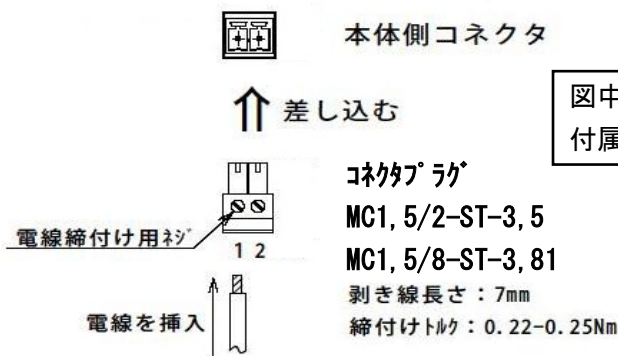 本体側コネクタ
差し込む
図中
付属
コネクタプラグ
MC1,5/2-ST-3,5
MC1,5/8-ST-3,81
電線締付け用ネジ
1 2
剥き線長さ：7mm
電線を挿入
締付けトルク：0.22-0.25Nm